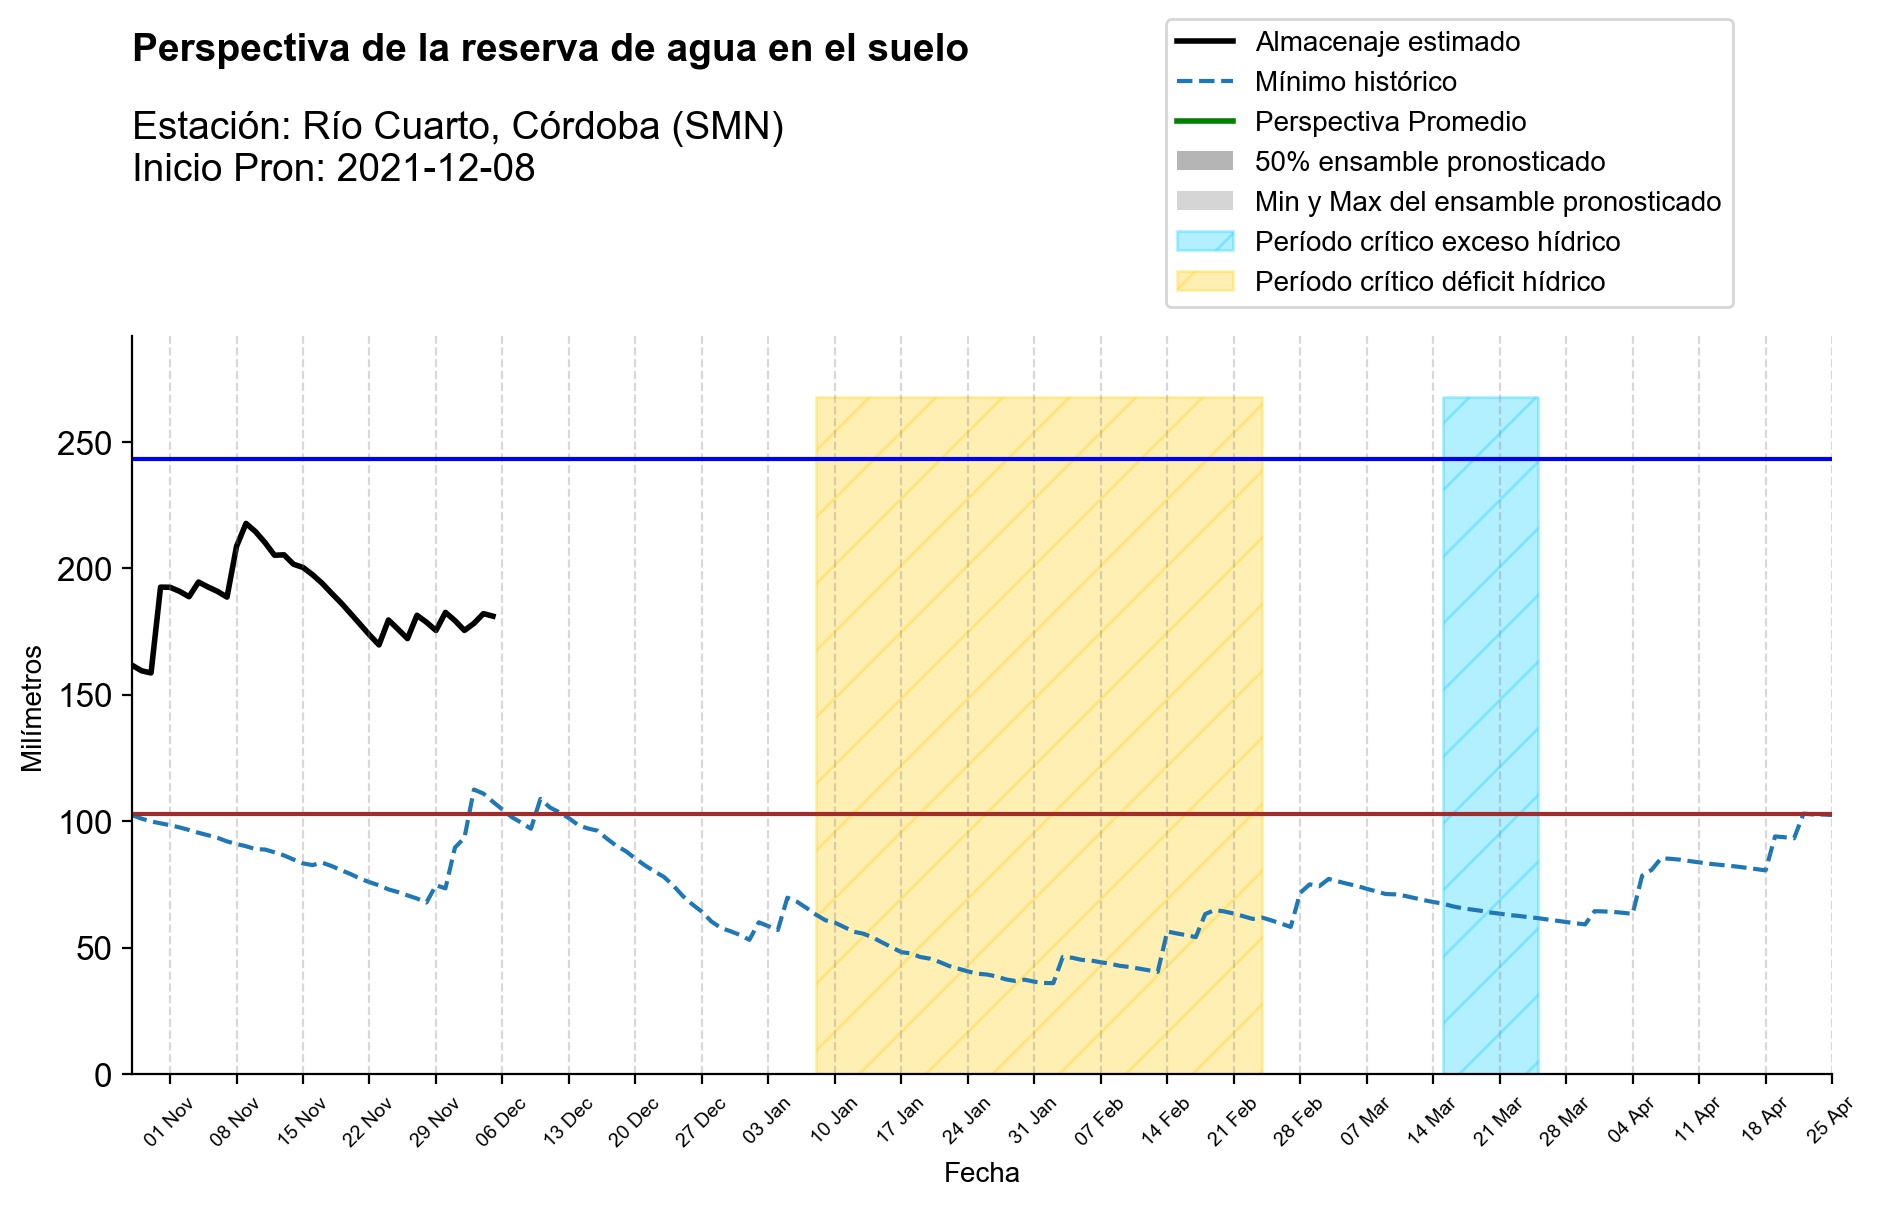 Perspectiva de la reserva de agua en el suelo
Estación: Río Cuarto, Córdoba (SMN)
Inicio Pron: 2021-12-08
Almacenaje estimado
Mínimo histórico
Perspectiva Promedio
50% ensamble pronosticado
Min y Max del ensamble pronosticado
Período crítico exceso hídrico
Período crítico déficit hídrico
Milímetros
250
200
150
100
50
0
01 Nov
08 Nov
15 Nov
22 Nov
29 Nov
06 Dec
13 Dec
20 Dec
27 Dec
03 Jan
10 Jan
17 Jan
24 Jan
31 Jan
07 Feb
14 Feb
21 Feb
28 Feb
07 Mar
14 Mar
21 Mar
28 Mar
04 Apr
11 Apr
18 Apr
25 Apr
Fecha